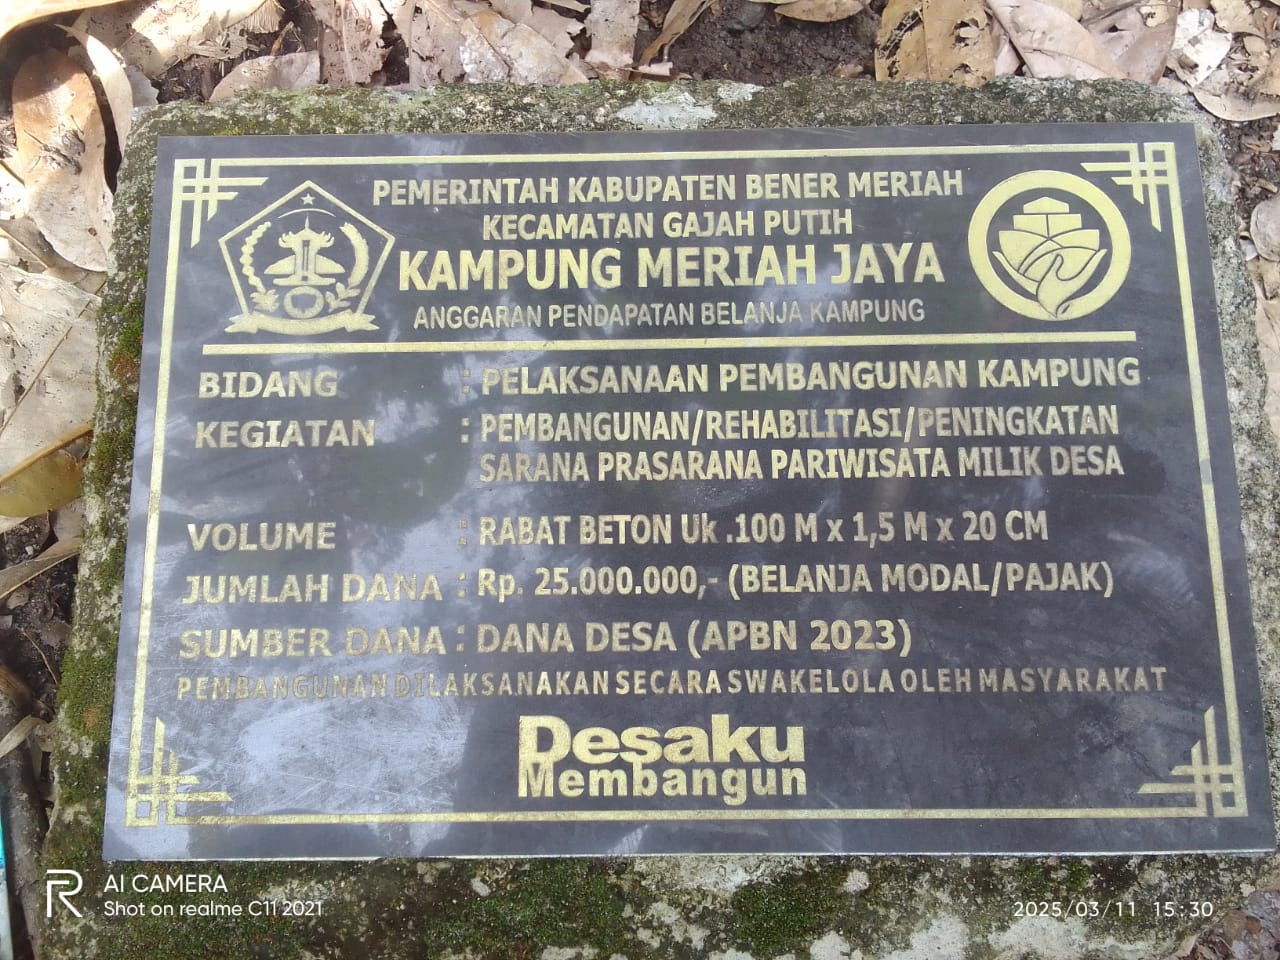 PEMERINTAH KABUPATEN BENER MERIAH
KECAMATAN GAJAH PUTIH
KAMPUNG MERIAH JAYA
ANGGARAN PENDAPATAN BELANJA KAMPUNG
BIDANG : PELAKSANAAN PEMBANGUNAN KAMPUNG
KEGIATAN : PEMBANGUNAN/REHABILITASI/PENINGKATAN
SARANA PRASARANA PARIWISATA MILIK DESA
VOLUME : RABAT BETON Uk .100 M x 1,5 M x 20 CM
JUMLAH DANA : Rp. 25.000.000,- (BELANJA MODAL/PAJAK)
SUMBER DANA : DANA DESA (APBN 2023)
PEMBANGUNAN DILAKSANAKAN SECARA SWAKELOLA OLEH MASYARAKAT
Desaku
Membangun
R AI CAMERA
Shot on realme C11 2021
2025/03/11 15:30